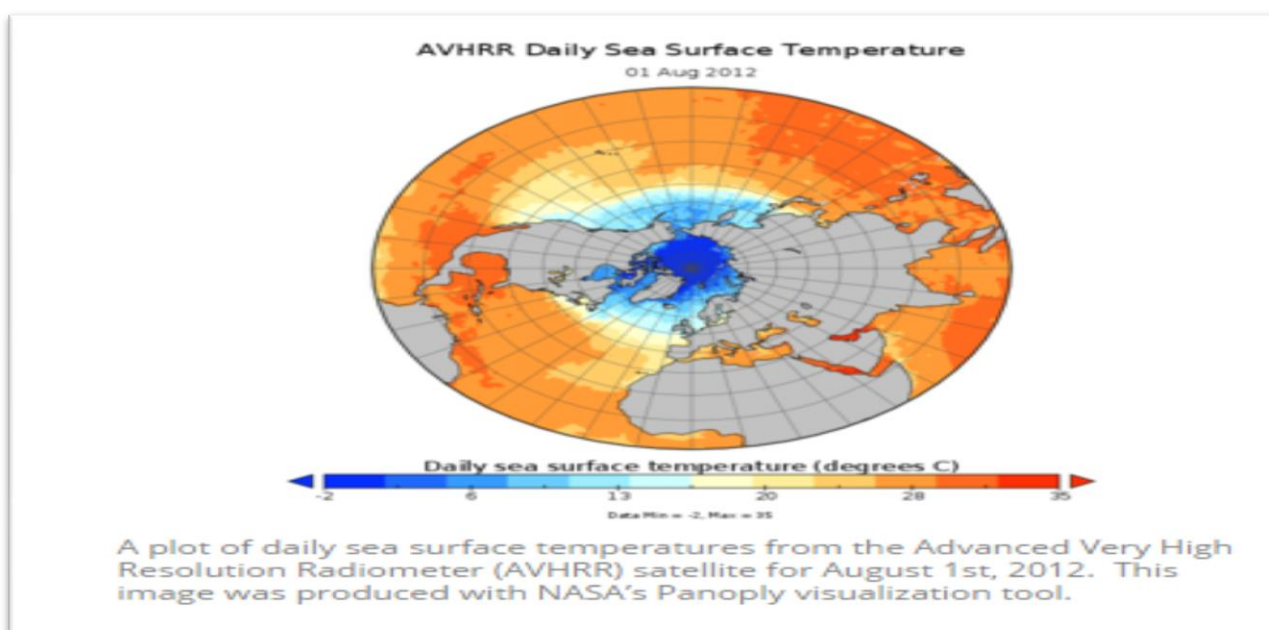 AVHRR Daily Sea Surface Temperature
01 Aug 2012
Daily sea surface temperature (degrees C)
-2 6 13 20 28 35
Data Min = -2, Max = 35
A plot of daily sea surface temperatures from the Advanced Very High
Resolution Radiometer (AVHRR) satellite for August 1st, 2012.  This
image was produced with NASA's Panoply visualization tool.